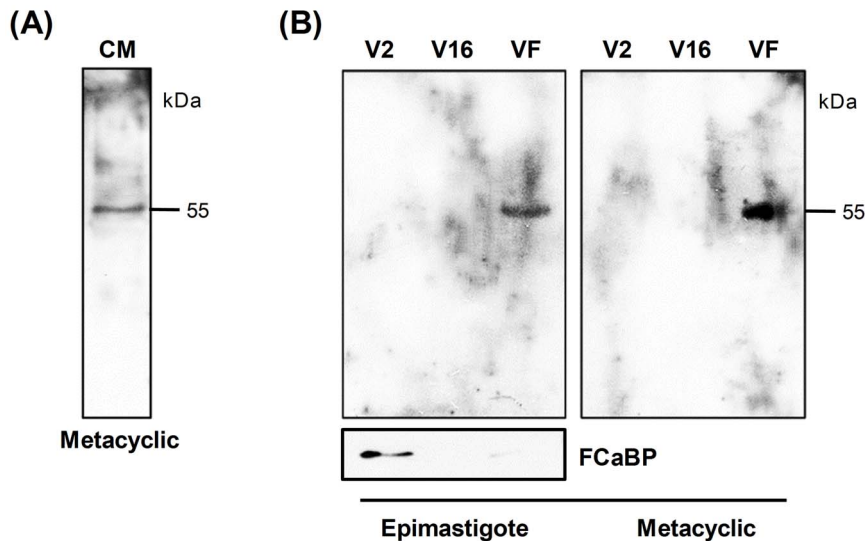 (A)
CM
kDa
55
Metacyclic
(B)
V2 V16 VF V2 V16 VF
kDa
55
FCaBP
Epimastigote Metacyclic